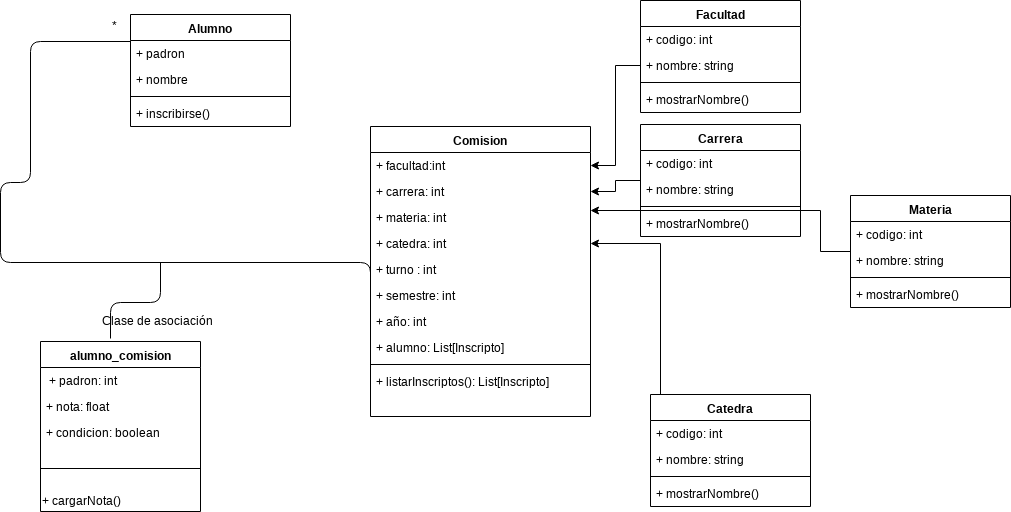 *
Alumno
+ padron
+ nombre
+ inscribirse()
Comision
+ facultad:int
+ carrera: int
+ materia: int
+ catedra: int
+ turno : int
+ semestre: int
+ año: int
+ alumno: List[Inscripto]
+ listarInscriptos(): List[Inscripto]
Facultad
+ codigo: int
+ nombre: string
+ mostrarNombre()
Carrera
+ codigo: int
+ nombre: string
+ mostrarNombre()
Materia
+ codigo: int
+ nombre: string
+ mostrarNombre()
Clase de asociación
alumno_comision
+ padron: int
+ nota: float
+ condicion: boolean
+ cargarNota()
Catedra
+ codigo: int
+ nombre: string
+ mostrarNombre()